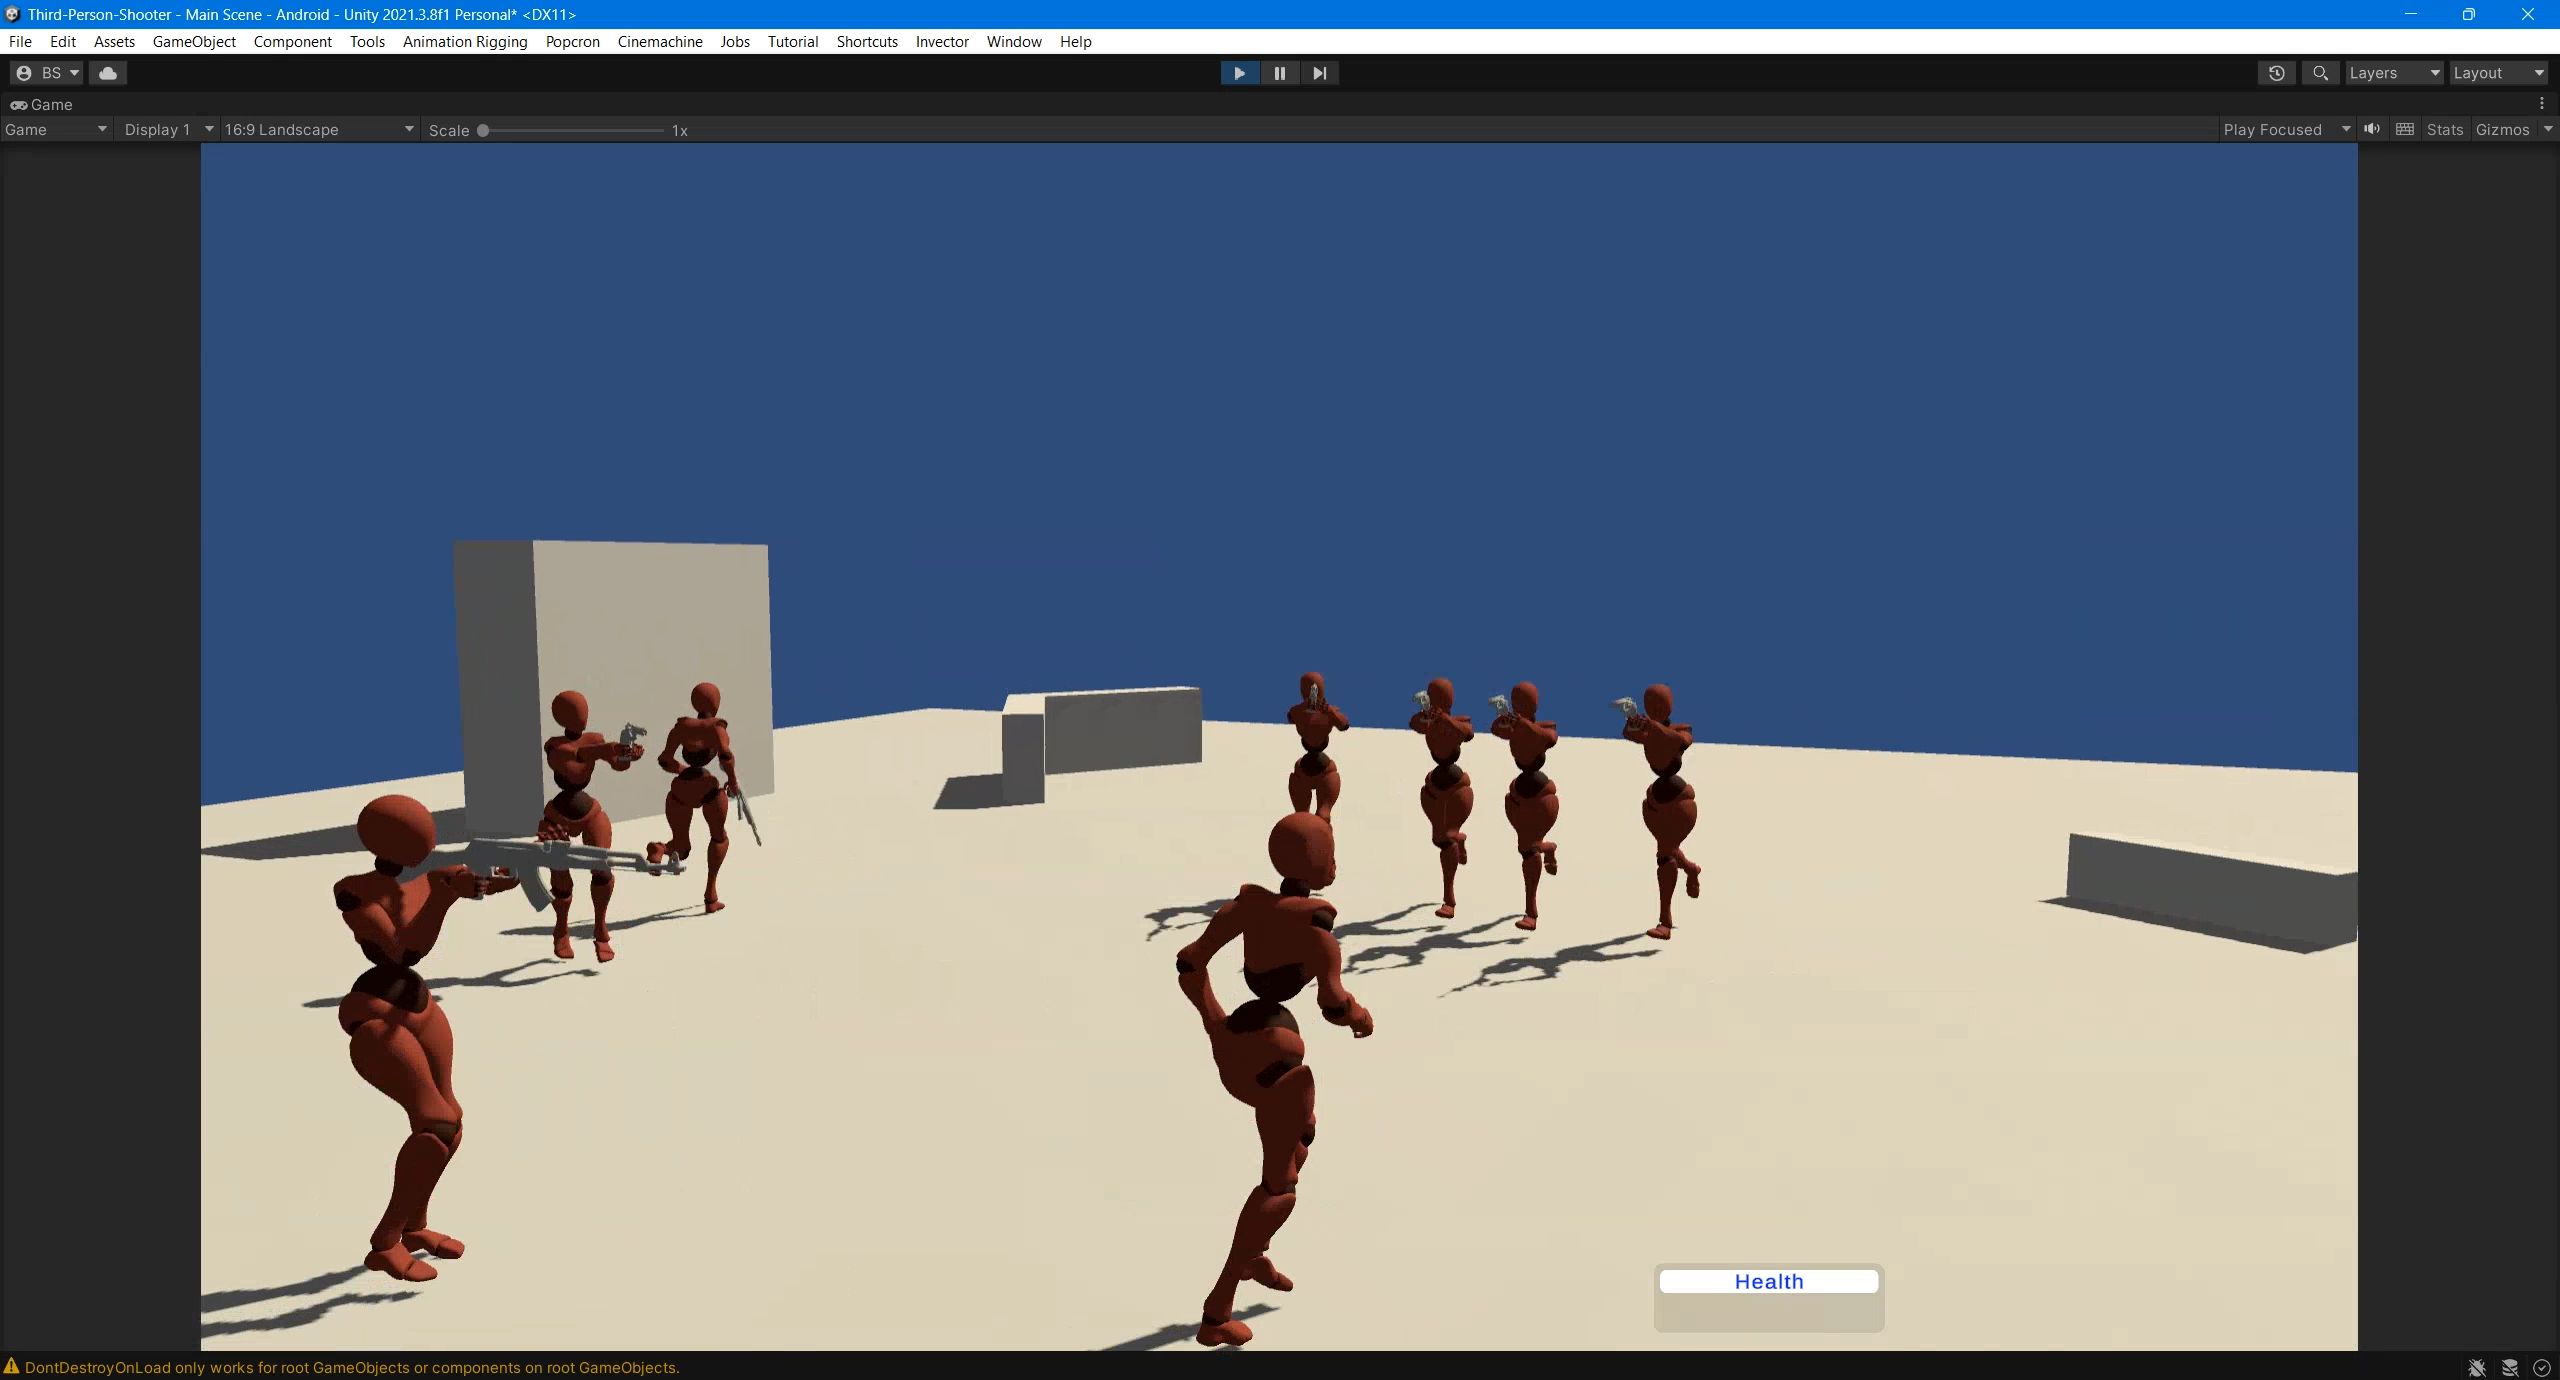 Third-Person-Shooter - Main Scene - Android - Unity 2021.3.8f1 Personal* <DX11>
File Edit Assets GameObject Component Tools Animation Rigging Popcron Cinemachine Jobs Tutorial Shortcuts Invector Window Help
BS Layers Layout
Game
Game Display 1 16:9 Landscape Scale 1x Play Focused Stats Gizmos
Health
DontDestroyOnLoad only works for root GameObjects or components on root GameObjects.